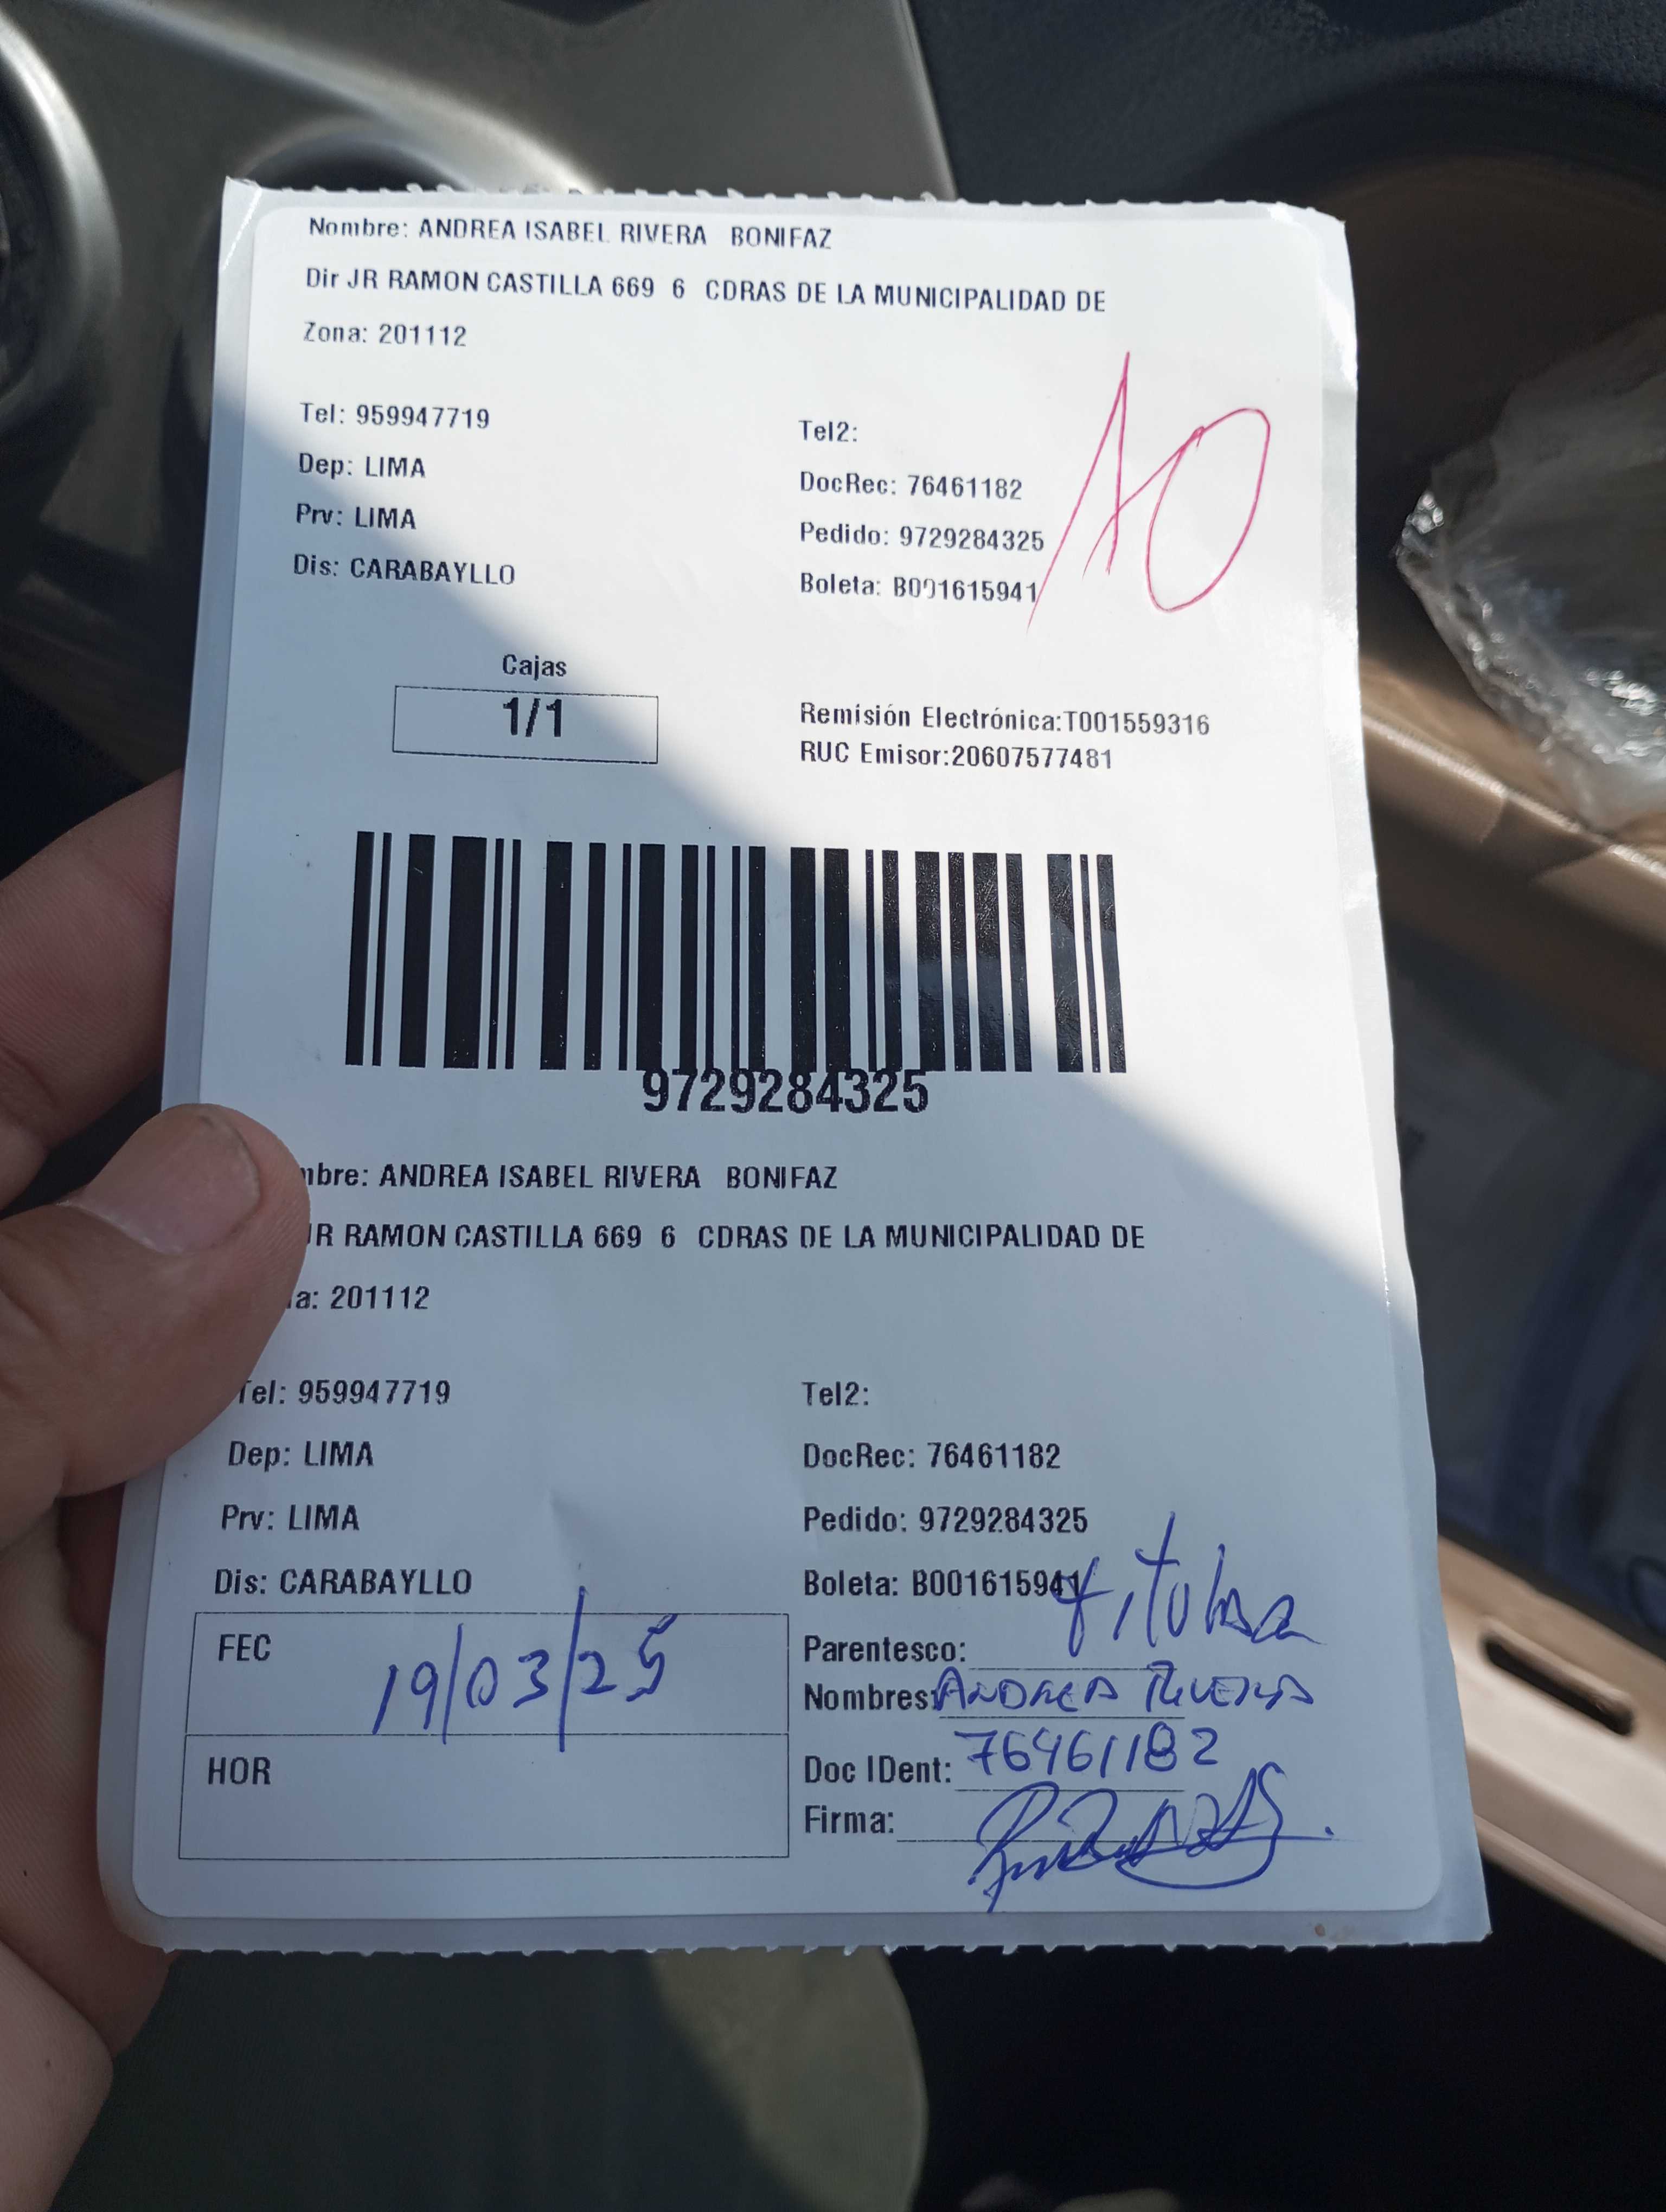 Nombre: ANDREA ISABEL RIVERA BONIFAZ
Dir JR RAMON CASTILLA 669 6 CDRAS DE LA MUNICIPALIDAD DE
Zona: 201112
Tel: 959947719
Tel2:
Dep: LIMA
DocRec: 76461182
Prv: LIMA
Pedido: 9729284325
Dis: CARABAYLLO
Boleta: B001615941
10
Cajas
1/1
Remisión Electrónica:T001559316
RUC Emisor:20607577481
9729284325
mbre: ANDREA ISABEL RIVERA BONIFAZ
JR RAMON CASTILLA 669 6 CDRAS DE LA MUNICIPALIDAD DE
a: 201112
Tel: 959947719
Tel2:
Dep: LIMA
DocRec: 76461182
Prv: LIMA
Pedido: 9729284325
Dis: CARABAYLLO
Boleta: B001615941
FEC 19/03/25
HOR
Parentesco: titular
Nombres: ANDREA RIVERA
Doc IDent: 76461182
Firma: